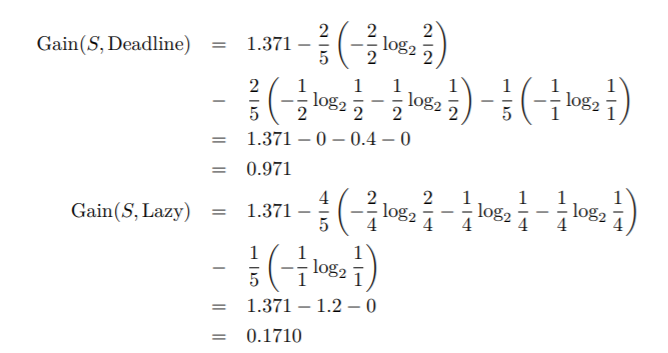 Gain(S, Deadline) = 1.371 − 2/5 (−2/2 log₂ 2/2)
− 2/5 (−1/2 log₂ 1/2 − 1/2 log₂ 1/2) − 1/5 (−1/1 log₂ 1/1)
= 1.371 − 0 − 0.4 − 0
= 0.971
Gain(S, Lazy) = 1.371 − 4/5 (−2/4 log₂ 2/4 − 1/4 log₂ 1/4 − 1/4 log₂ 1/4)
− 1/5 (−1/1 log₂ 1/1)
= 1.371 − 1.2 − 0
= 0.1710